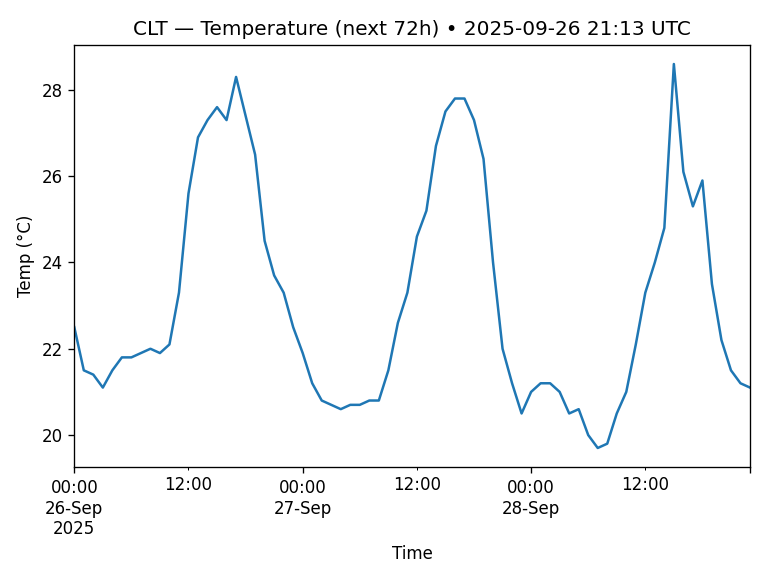 CLT — Temperature (next 72h) • 2025-09-26 21:13 UTC
28
26
24
22
20
Temp (°C)
00:00 12:00 00:00 12:00 00:00 12:00
26-Sep 27-Sep 28-Sep
2025
Time